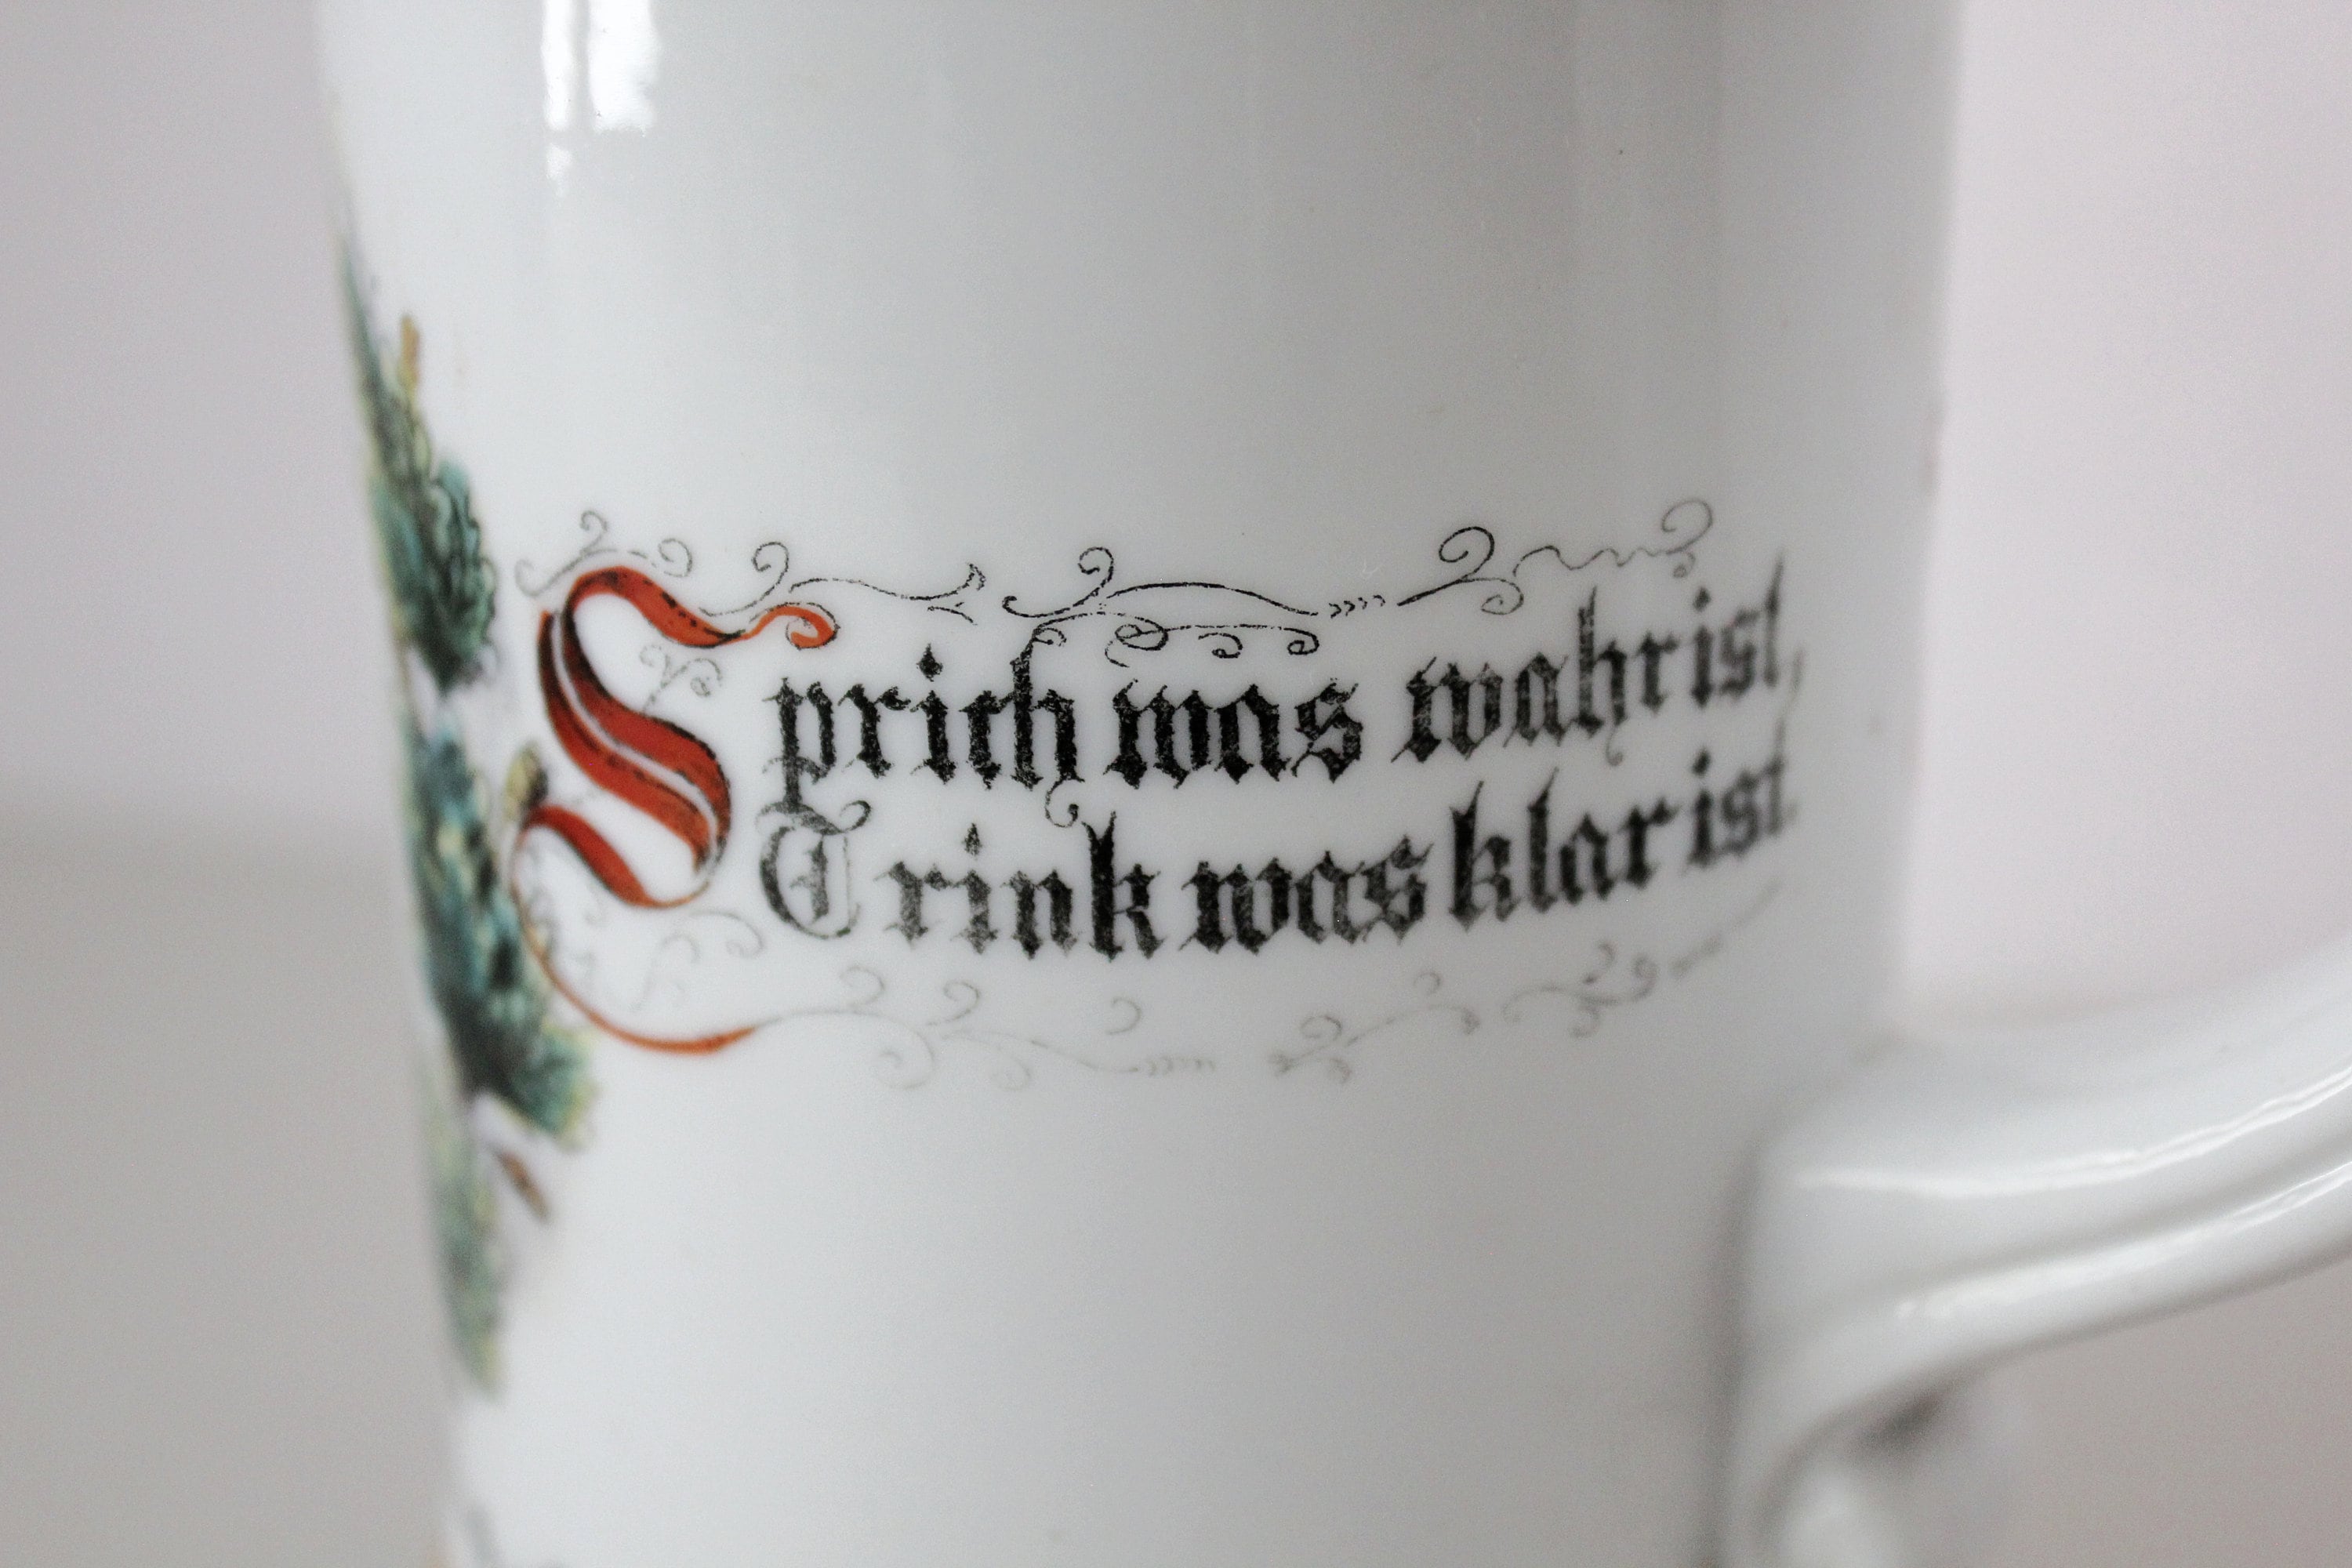 Sprich was wahr ist,
Trink was klar ist